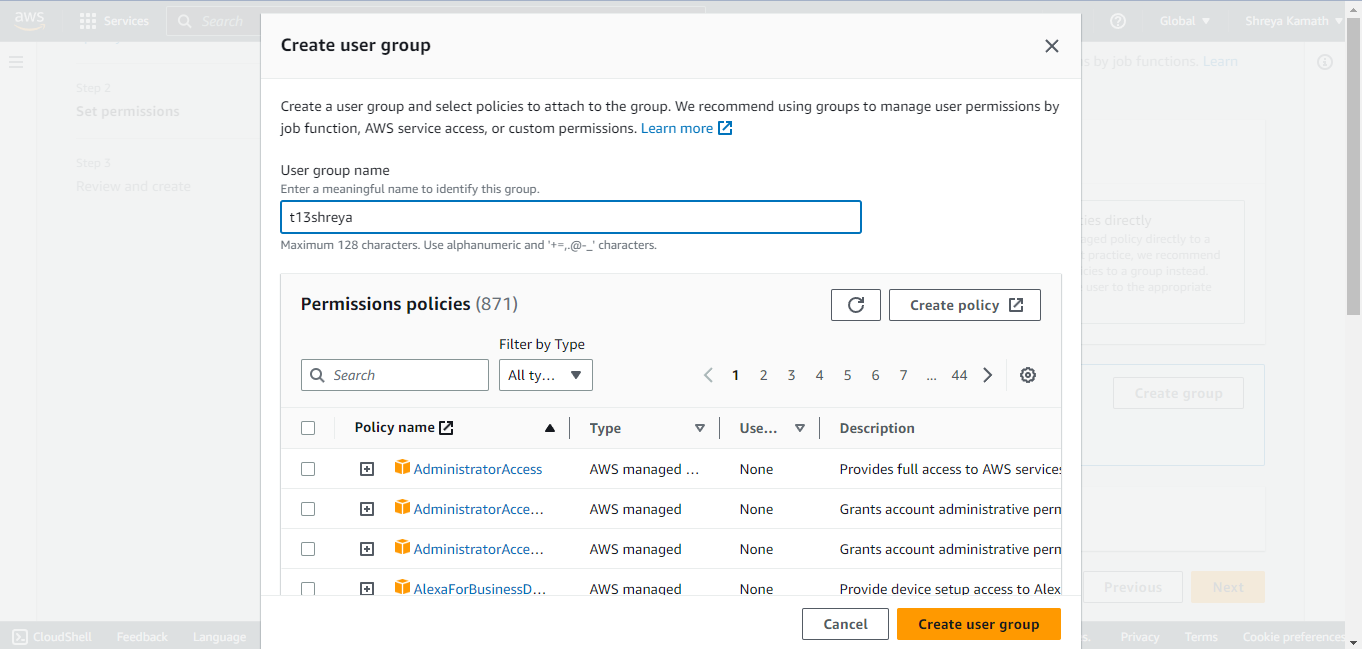 aws
Services
Search
Global
Shreya Kamath
Create user group
Step 2
Set permissions
Step 3
Review and create
s by job functions. Learn
Create a user group and select policies to attach to the group. We recommend using groups to manage user permissions by
job function, AWS service access, or custom permissions. Learn more
User group name
Enter a meaningful name to identify this group.
t13shreya
Maximum 128 characters. Use alphanumeric and '+=,.@-_' characters.
cies directly
aged policy directly to a
t practice, we recommend
cies to a group instead.
user to the appropriate
Permissions policies (871)
Create policy
Filter by Type
Search
All ty...
1 2 3 4 5 6 7 ... 44
Create group
Policy name Type Use... Description
AdministratorAccess AWS managed ... None Provides full access to AWS services
AdministratorAcce... AWS managed None Grants account administrative perm
AdministratorAcce... AWS managed None Grants account administrative perm
AlexaForBusinessD... AWS managed None Provide device setup access to Alex
Previous
Next
Cancel
Create user group
CloudShell
Feedback
Language
s.
Privacy
Terms
Cookie preferences